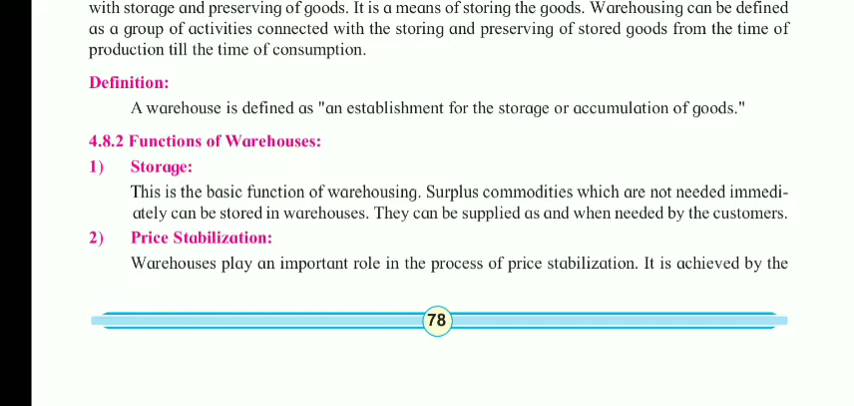 with storage and preserving of goods. It is a means of storing the goods. Warehousing can be defined
as a group of activities connected with the storing and preserving of stored goods from the time of
production till the time of consumption.
Definition:
A warehouse is defined as "an establishment for the storage or accumulation of goods."
4.8.2 Functions of Warehouses:
1) Storage:
This is the basic function of warehousing. Surplus commodities which are not needed immedi-
ately can be stored in warehouses. They can be supplied as and when needed by the customers.
2) Price Stabilization:
Warehouses play an important role in the process of price stabilization. It is achieved by the
78